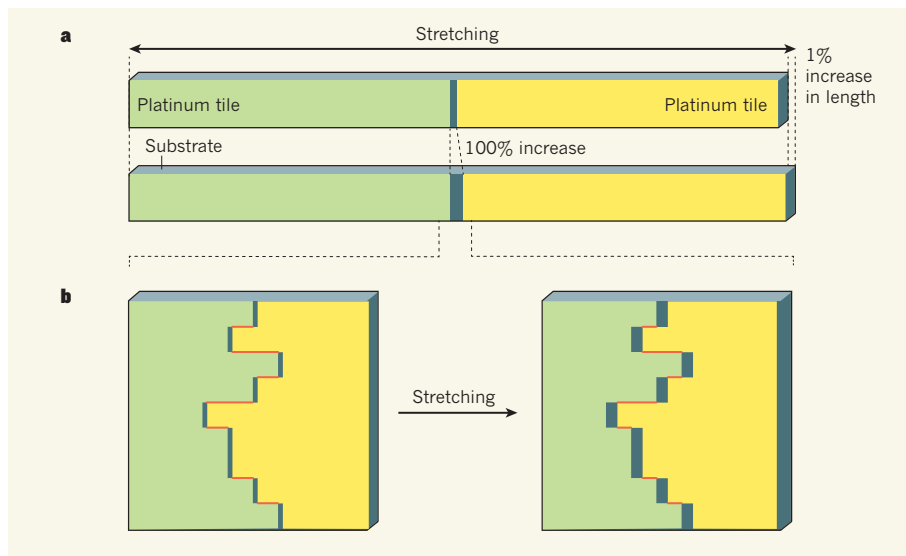 a
Stretching
1%
increase
in length
Platinum tile
Platinum tile
Substrate
100% increase
b
Stretching